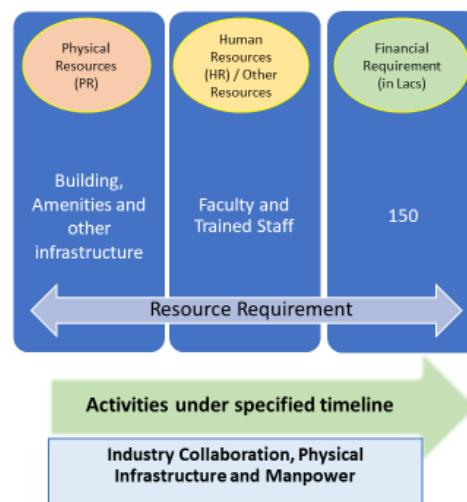 Physical
Resources
(PR)
Human
Resources
(HR) / Other
Resources
Financial
Requirement
(in Lacs)
Building,
Amenities and
other
infrastructure
Faculty and
Trained Staff
150
Resource Requirement
Activities under specified timeline
Industry Collaboration, Physical
Infrastructure and Manpower